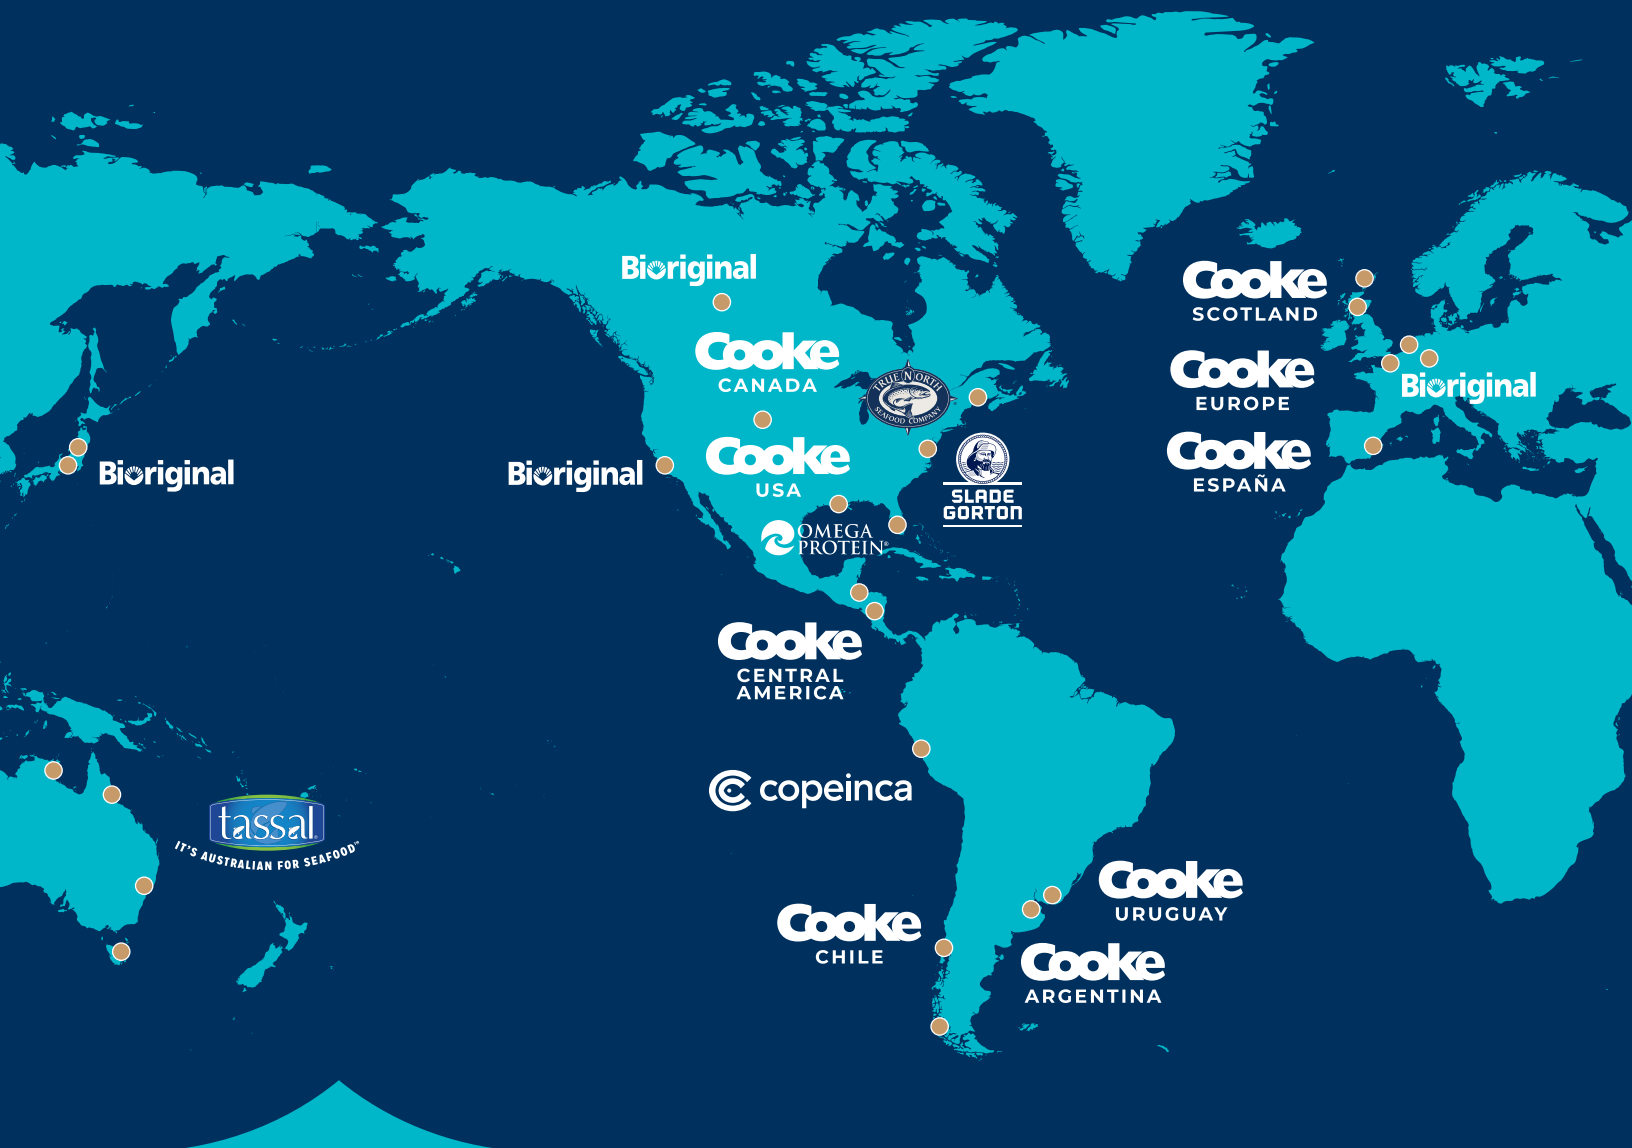 Bioriginal
Cooke
SCOTLAND
Cooke
CANADA
TRUE NORTH
SEAFOOD COMPANY
Cooke
EUROPE
Bioriginal
Cooke
ESPAÑA
Bioriginal
Bioriginal
Cooke
USA
SLADE
GORTON
OMEGA
PROTEIN®
Cooke
CENTRAL
AMERICA
copeinca
tassal
IT'S AUSTRALIAN FOR SEAFOOD™
Cooke
URUGUAY
Cooke
CHILE
Cooke
ARGENTINA